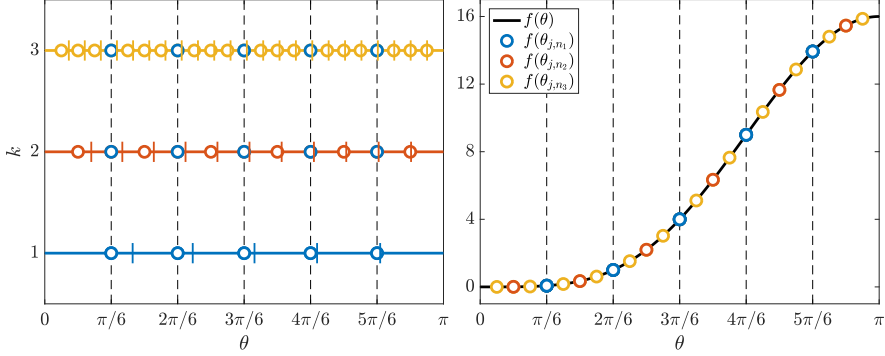 3
k
2
1
0
π/6
2π/6
3π/6
4π/6
5π/6
π
θ
16
12
8
4
0
f(θ)
f(θ_{j,n_1})
f(θ_{j,n_2})
f(θ_{j,n_3})
0
π/6
2π/6
3π/6
4π/6
5π/6
π
θ